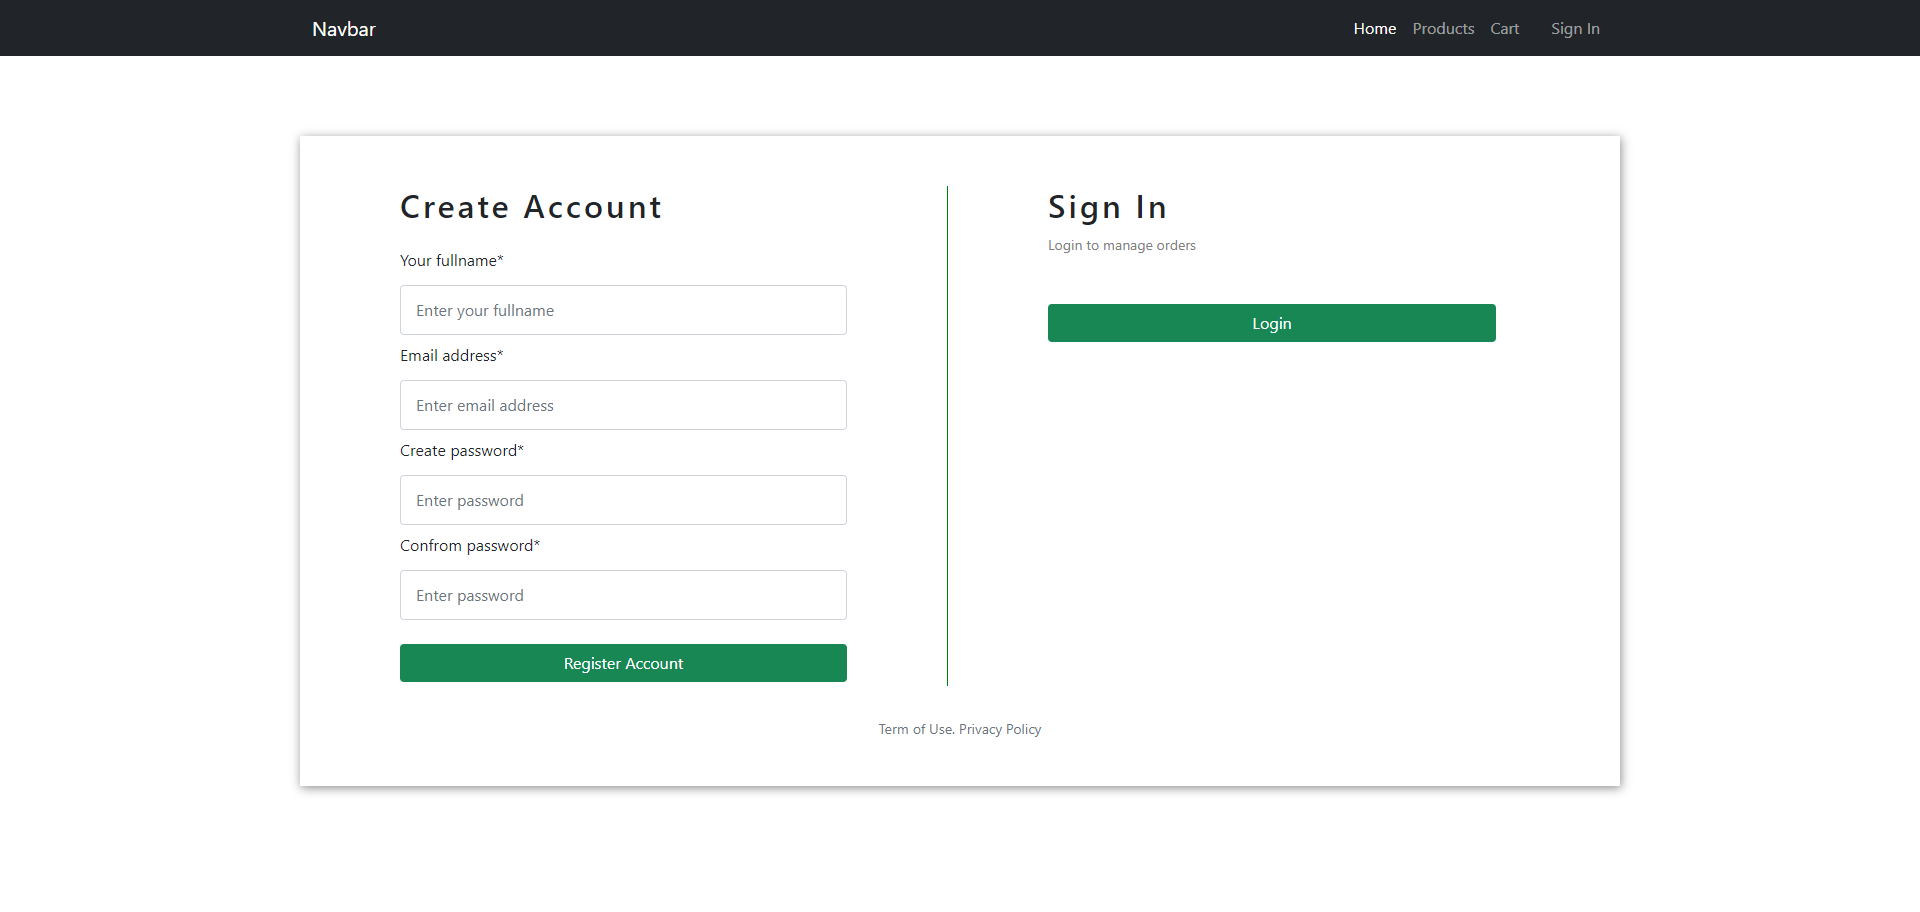 Navbar
Home Products Cart Sign In
Create Account
Your fullname*
Enter your fullname
Email address*
Enter email address
Create password*
Enter password
Confrom password*
Enter password
Register Account
Sign In
Login to manage orders
Login
Term of Use. Privacy Policy